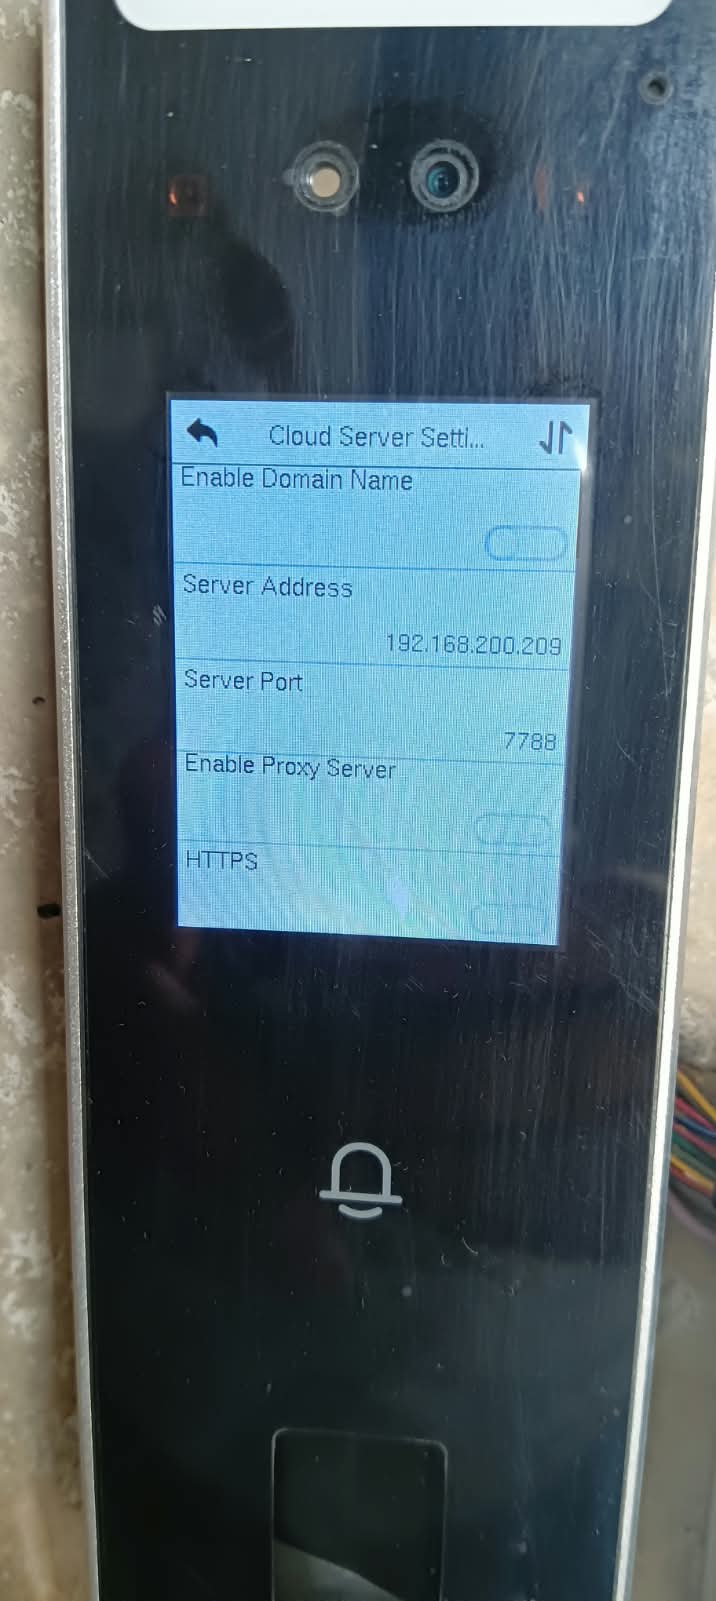 Cloud Server Setti...
Enable Domain Name
Server Address
192.168.200.209
Server Port
7788
Enable Proxy Server
HTTPS